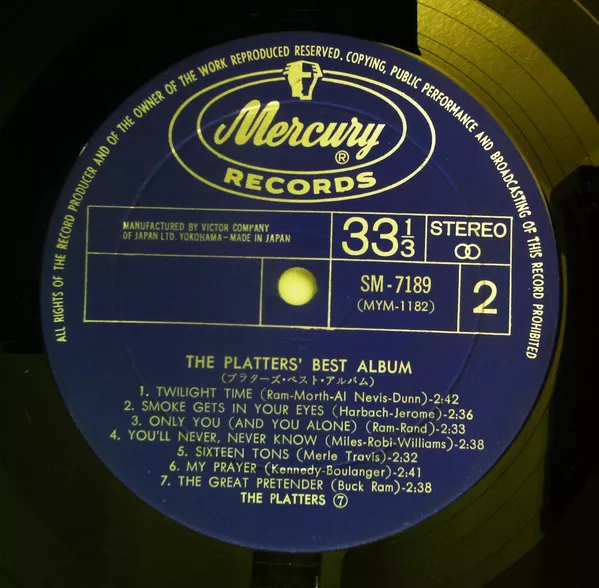 ALL RIGHTS OF THE RECORD PRODUCER AND OF THE OWNER OF THE WORK REPRODUCED RESERVED. COPYING, PUBLIC PERFORMANCE AND BROADCASTING OF THIS RECORD PROHIBITED
Mercury ®
RECORDS
MANUFACTURED BY VICTOR COMPANY
OF JAPAN LTD. YOKOHAMA-MADE IN JAPAN
33 1/3
STEREO
SM-7189
(MYM-1182)
2
THE PLATTERS' BEST ALBUM
(プラターズ・ベスト・アルバム)
1. TWILIGHT TIME (Ram-Morth-Al Nevis-Dunn)-2:42
2. SMOKE GETS IN YOUR EYES (Harbach-Jerome)-2:36
3. ONLY YOU (AND YOU ALONE) (Ram-Rand)-2:33
4. YOU'LL NEVER, NEVER KNOW (Miles-Robi-Williams)-2:38
5. SIXTEEN TONS (Merle Travis)-2:32
6. MY PRAYER (Kennedy-Boulanger)-2:41
7. THE GREAT PRETENDER (Buck Ram)-2:38
THE PLATTERS ⑦